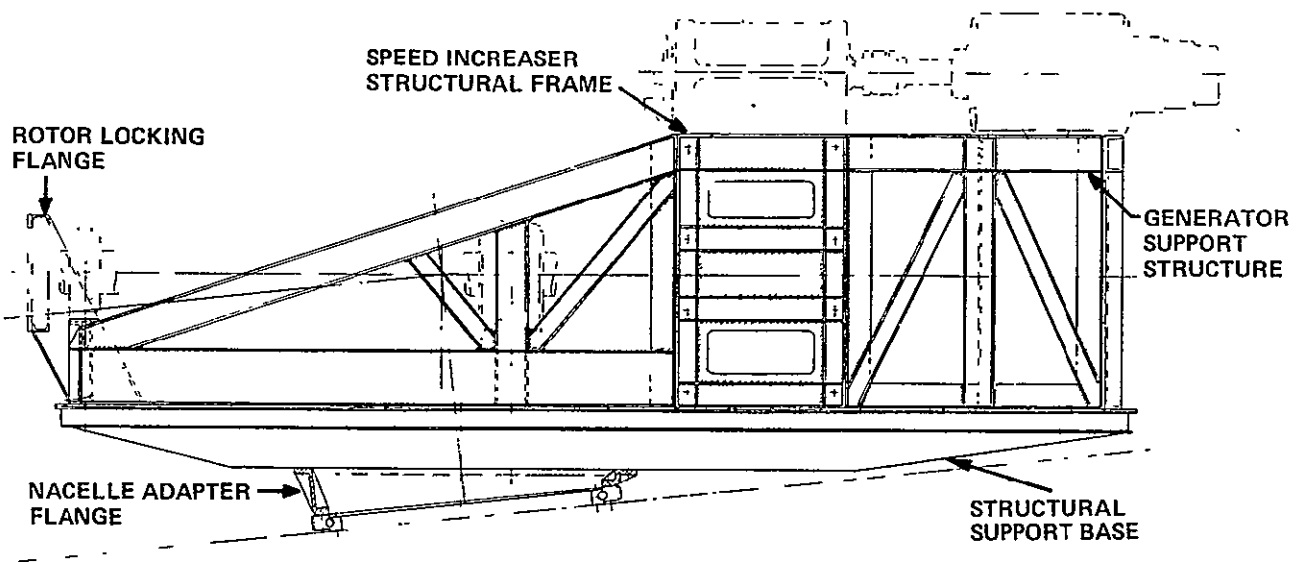 SPEED INCREASER
STRUCTURAL FRAME
ROTOR LOCKING
FLANGE
GENERATOR
SUPPORT
STRUCTURE
NACELLE ADAPTER
FLANGE
STRUCTURAL
SUPPORT BASE